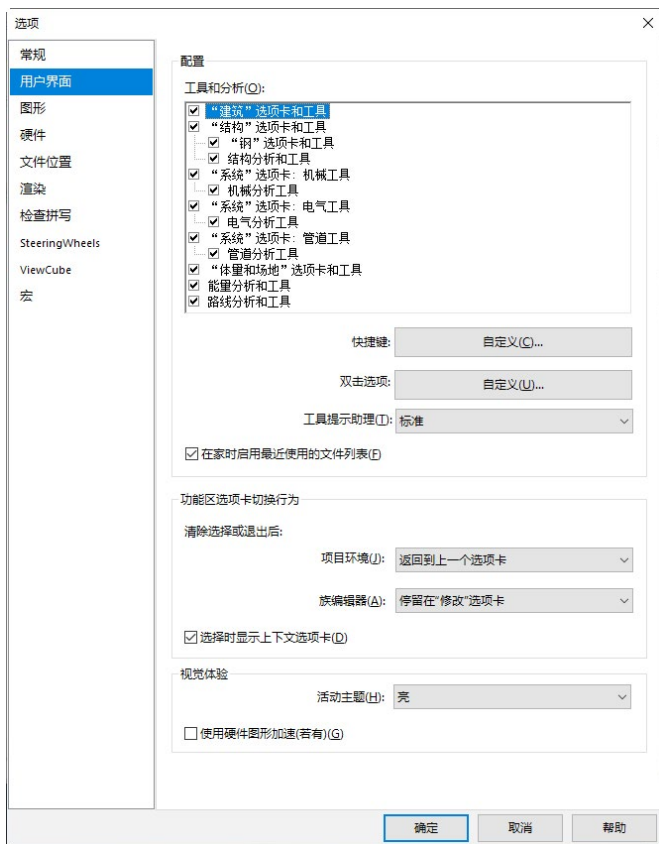 选项
常规
用户界面
图形
硬件
文件位置
渲染
检查拼写
SteeringWheels
ViewCube
宏
配置
工具和分析(O):
“建筑”选项卡和工具
“结构”选项卡和工具
“钢”选项卡和工具
结构分析和工具
“系统”选项卡: 机械工具
机械分析工具
“系统”选项卡: 电气工具
电气分析工具
“系统”选项卡: 管道工具
管道分析工具
“体量和场地”选项卡和工具
能量分析和工具
路线分析和工具
快捷键: 自定义(C)...
双击选项: 自定义(U)...
工具提示助理(T): 标准
在家时启用最近使用的文件列表(F)
功能区选项卡切换行为
清除选择或退出后:
项目环境(J): 返回到上一个选项卡
族编辑器(A): 停留在“修改”选项卡
选择时显示上下文选项卡(D)
视觉体验
活动主题(H): 亮
使用硬件图形加速(若有)(G)
确定 取消 帮助